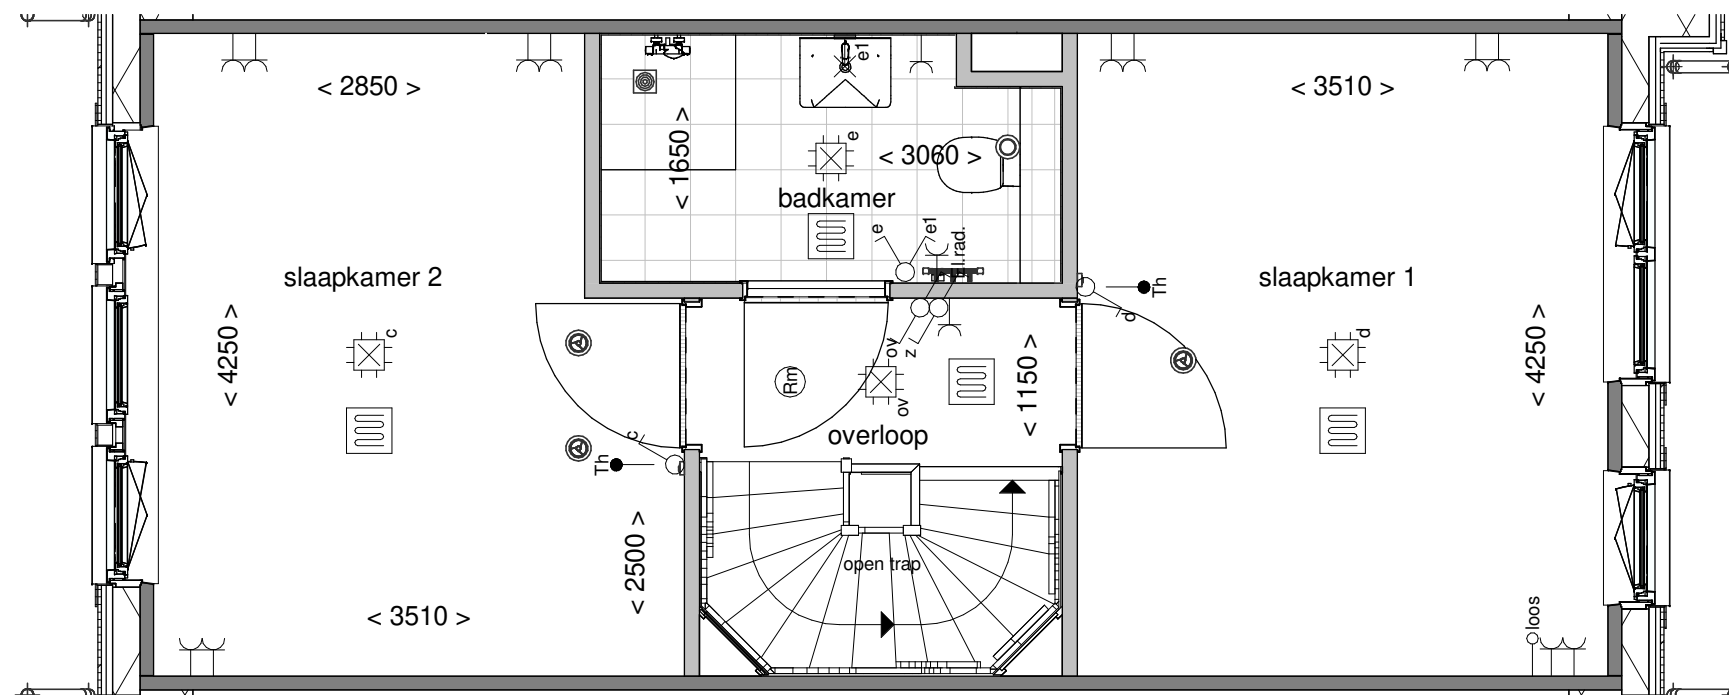 < 2850 >
e1
< 3510 >
< 1650 >
e
< 3060 >
badkamer
e
e1
l.rad.
slaapkamer 2
slaapkamer 1
Th
d
< 4250 >
c
ov
z
< 1150 >
d
< 4250 >
Rm
ov
overloop
c
Th
< 2500 >
open trap
< 3510 >
loos